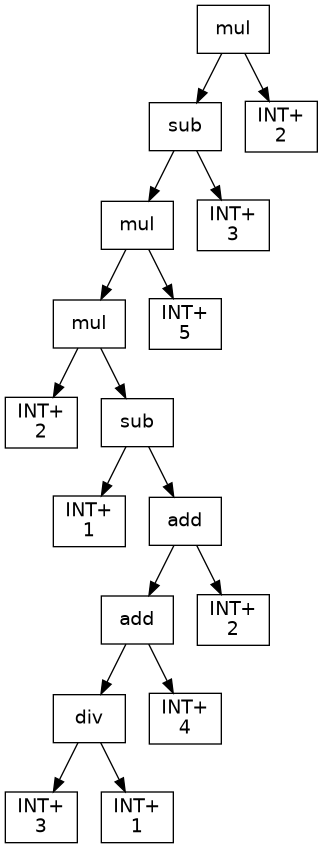 mul
sub
INT+
2
mul
INT+
3
mul
INT+
5
INT+
2
sub
INT+
1
add
add
INT+
2
div
INT+
4
INT+
3
INT+
1